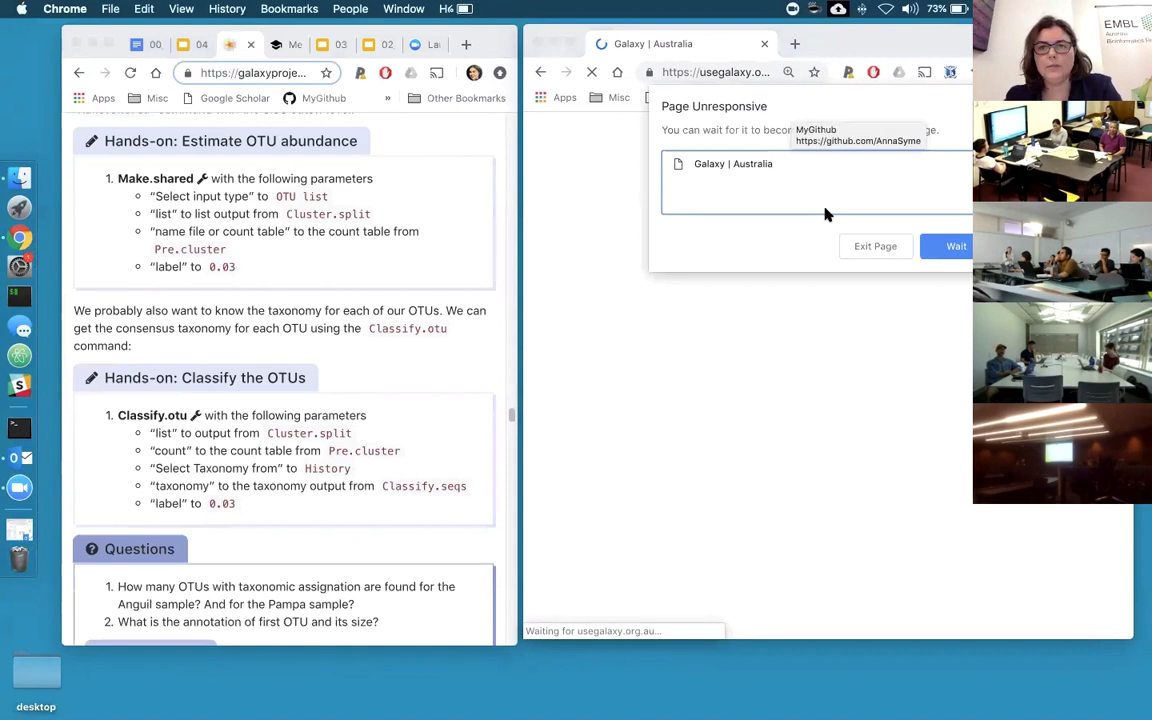 Chrome File Edit View History Bookmarks People Window H 73%
00 04 Me 03 02 La
https://galaxyproje...
Apps Misc Google Scholar MyGithub » Other Bookmarks
Hands-on: Estimate OTU abundance
1. Make.shared with the following parameters
“Select input type” to OTU list
“list” to list output from Cluster.split
“name file or count table” to the count table from
Pre.cluster
“label” to 0.03
We probably also want to know the taxonomy for each of our OTUs. We can
get the consensus taxonomy for each OTU using the Classify.otu
command:
Hands-on: Classify the OTUs
1. Classify.otu with the following parameters
“list” to output from Cluster.split
“count” to the count table from Pre.cluster
“Select Taxonomy from” to History
“taxonomy” to the taxonomy output from Classify.seqs
“label” to 0.03
Questions
1. How many OTUs with taxonomic assignation are found for the
Anguil sample? And for the Pampa sample?
2. What is the annotation of first OTU and its size?
Galaxy | Australia
https://usegalaxy.o...
Apps Misc
Page Unresponsive
You can wait for it to becor ge.
MyGithub
https://github.com/AnnaSyme
Galaxy | Australia
Exit Page Wait
Waiting for usegalaxy.org.au...
EMBL
desktop